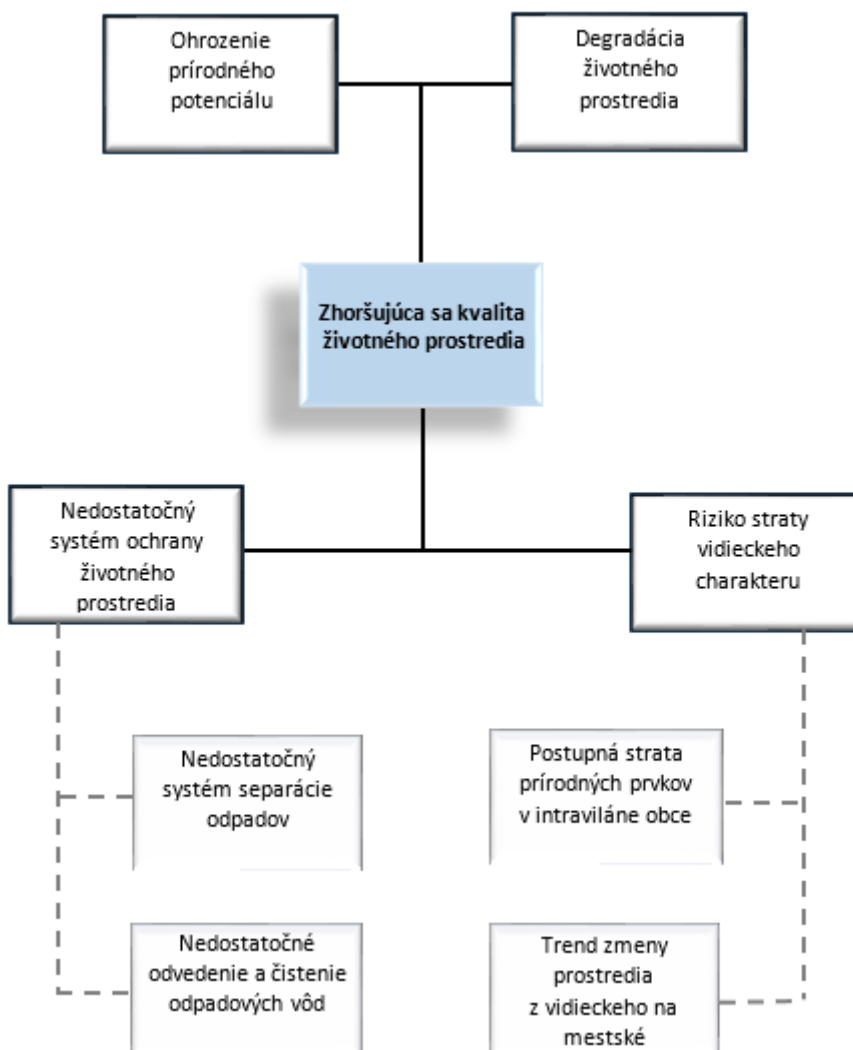 Ohrozenie
prírodného
potenciálu
Degradácia
životného
prostredia
Zhoršujúca sa kvalita
životného prostredia
Nedostatočný
systém ochrany
životného
prostredia
Riziko straty
vidieckeho
charakteru
Nedostatočný
systém separácie
odpadov
Postupná strata
prírodných prvkov
v intraviláne obce
Nedostatočné
odvedenie a čistenie
odpadových vôd
Trend zmeny
prostredia
z vidieckeho na
mestské